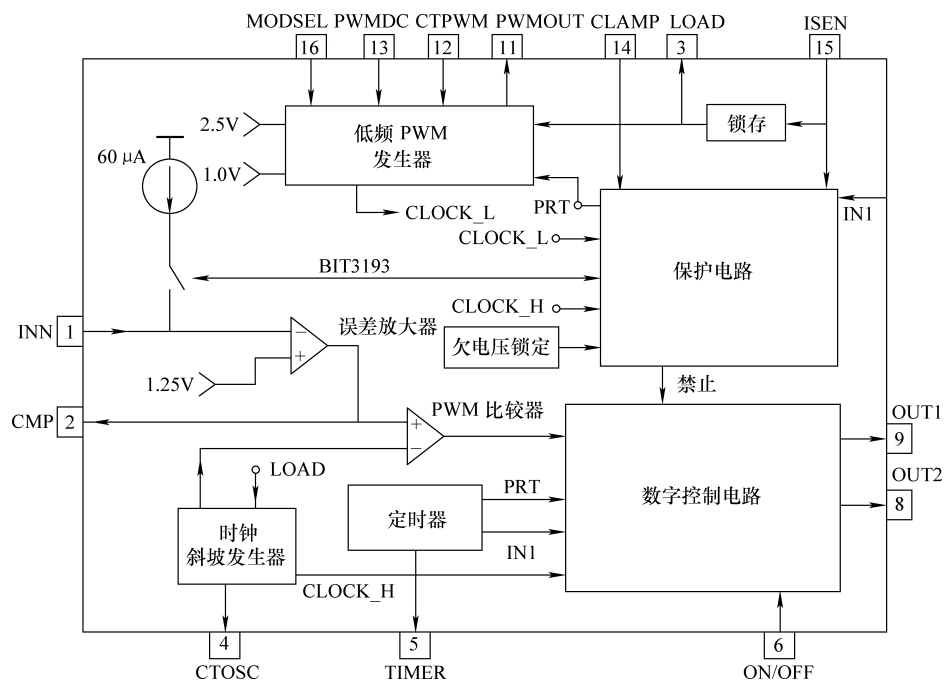 MODSEL PWMDC CTPWM PWMOUT CLAMP LOAD ISEN
16 13 12 11 14 3 15
2.5V
低频 PWM
发生器
锁存
60 μA
1.0V
CLOCK_L
PRT
IN1
CLOCK_L
保护电路
BIT3193
CLOCK_H
INN 1
误差放大器
欠电压锁定
1.25V
禁止
CMP 2
PWM 比较器
OUT1
9
LOAD
OUT2
8
PRT
数字控制电路
时钟
斜坡发生器
定时器
IN1
CLOCK_H
4 5 6
CTOSC TIMER ON/OFF